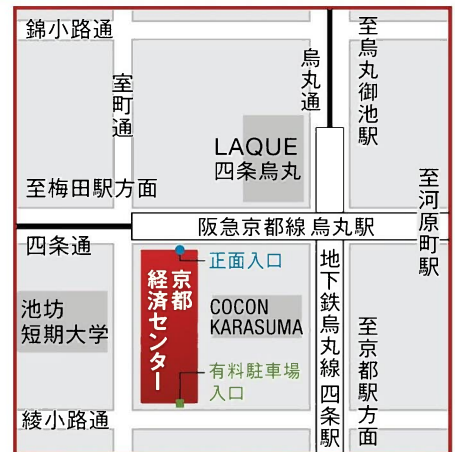 錦小路通
室町通
烏丸通
至烏丸御池駅
LAQUE
四条烏丸
至梅田駅方面
至河原町駅
阪急京都線 烏丸駅
四条通
正面入口
京都
経済センター
池坊
短期大学
COCON
KARASUMA
地下鉄烏丸線 四条駅
有料駐車場
入口
至京都駅方面
綾小路通